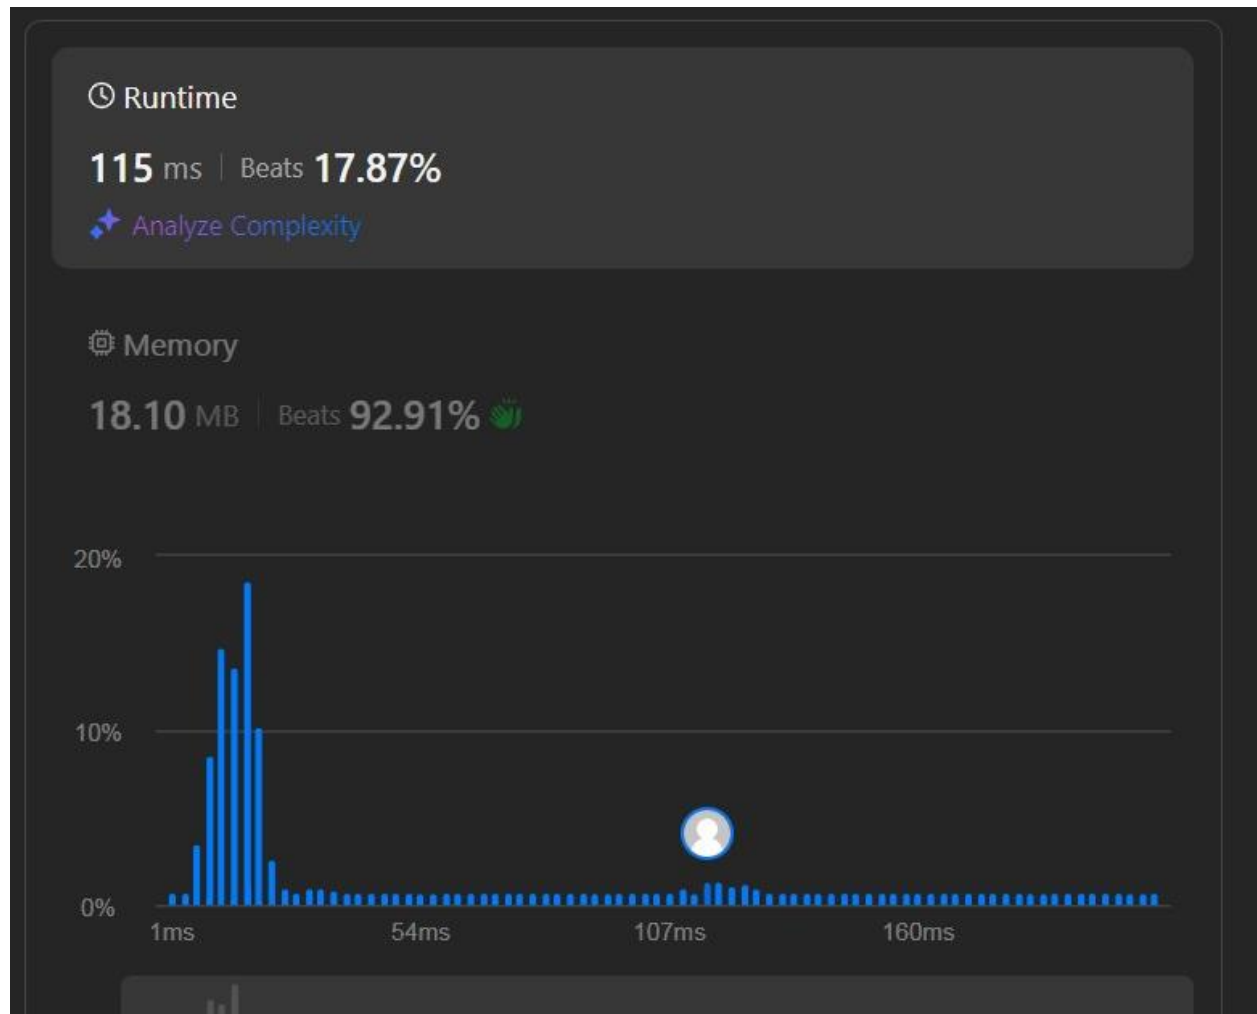 Runtime
115 ms | Beats 17.87%
Analyze Complexity
Memory
18.10 MB | Beats 92.91%
20%
10%
0%
1ms 54ms 107ms 160ms